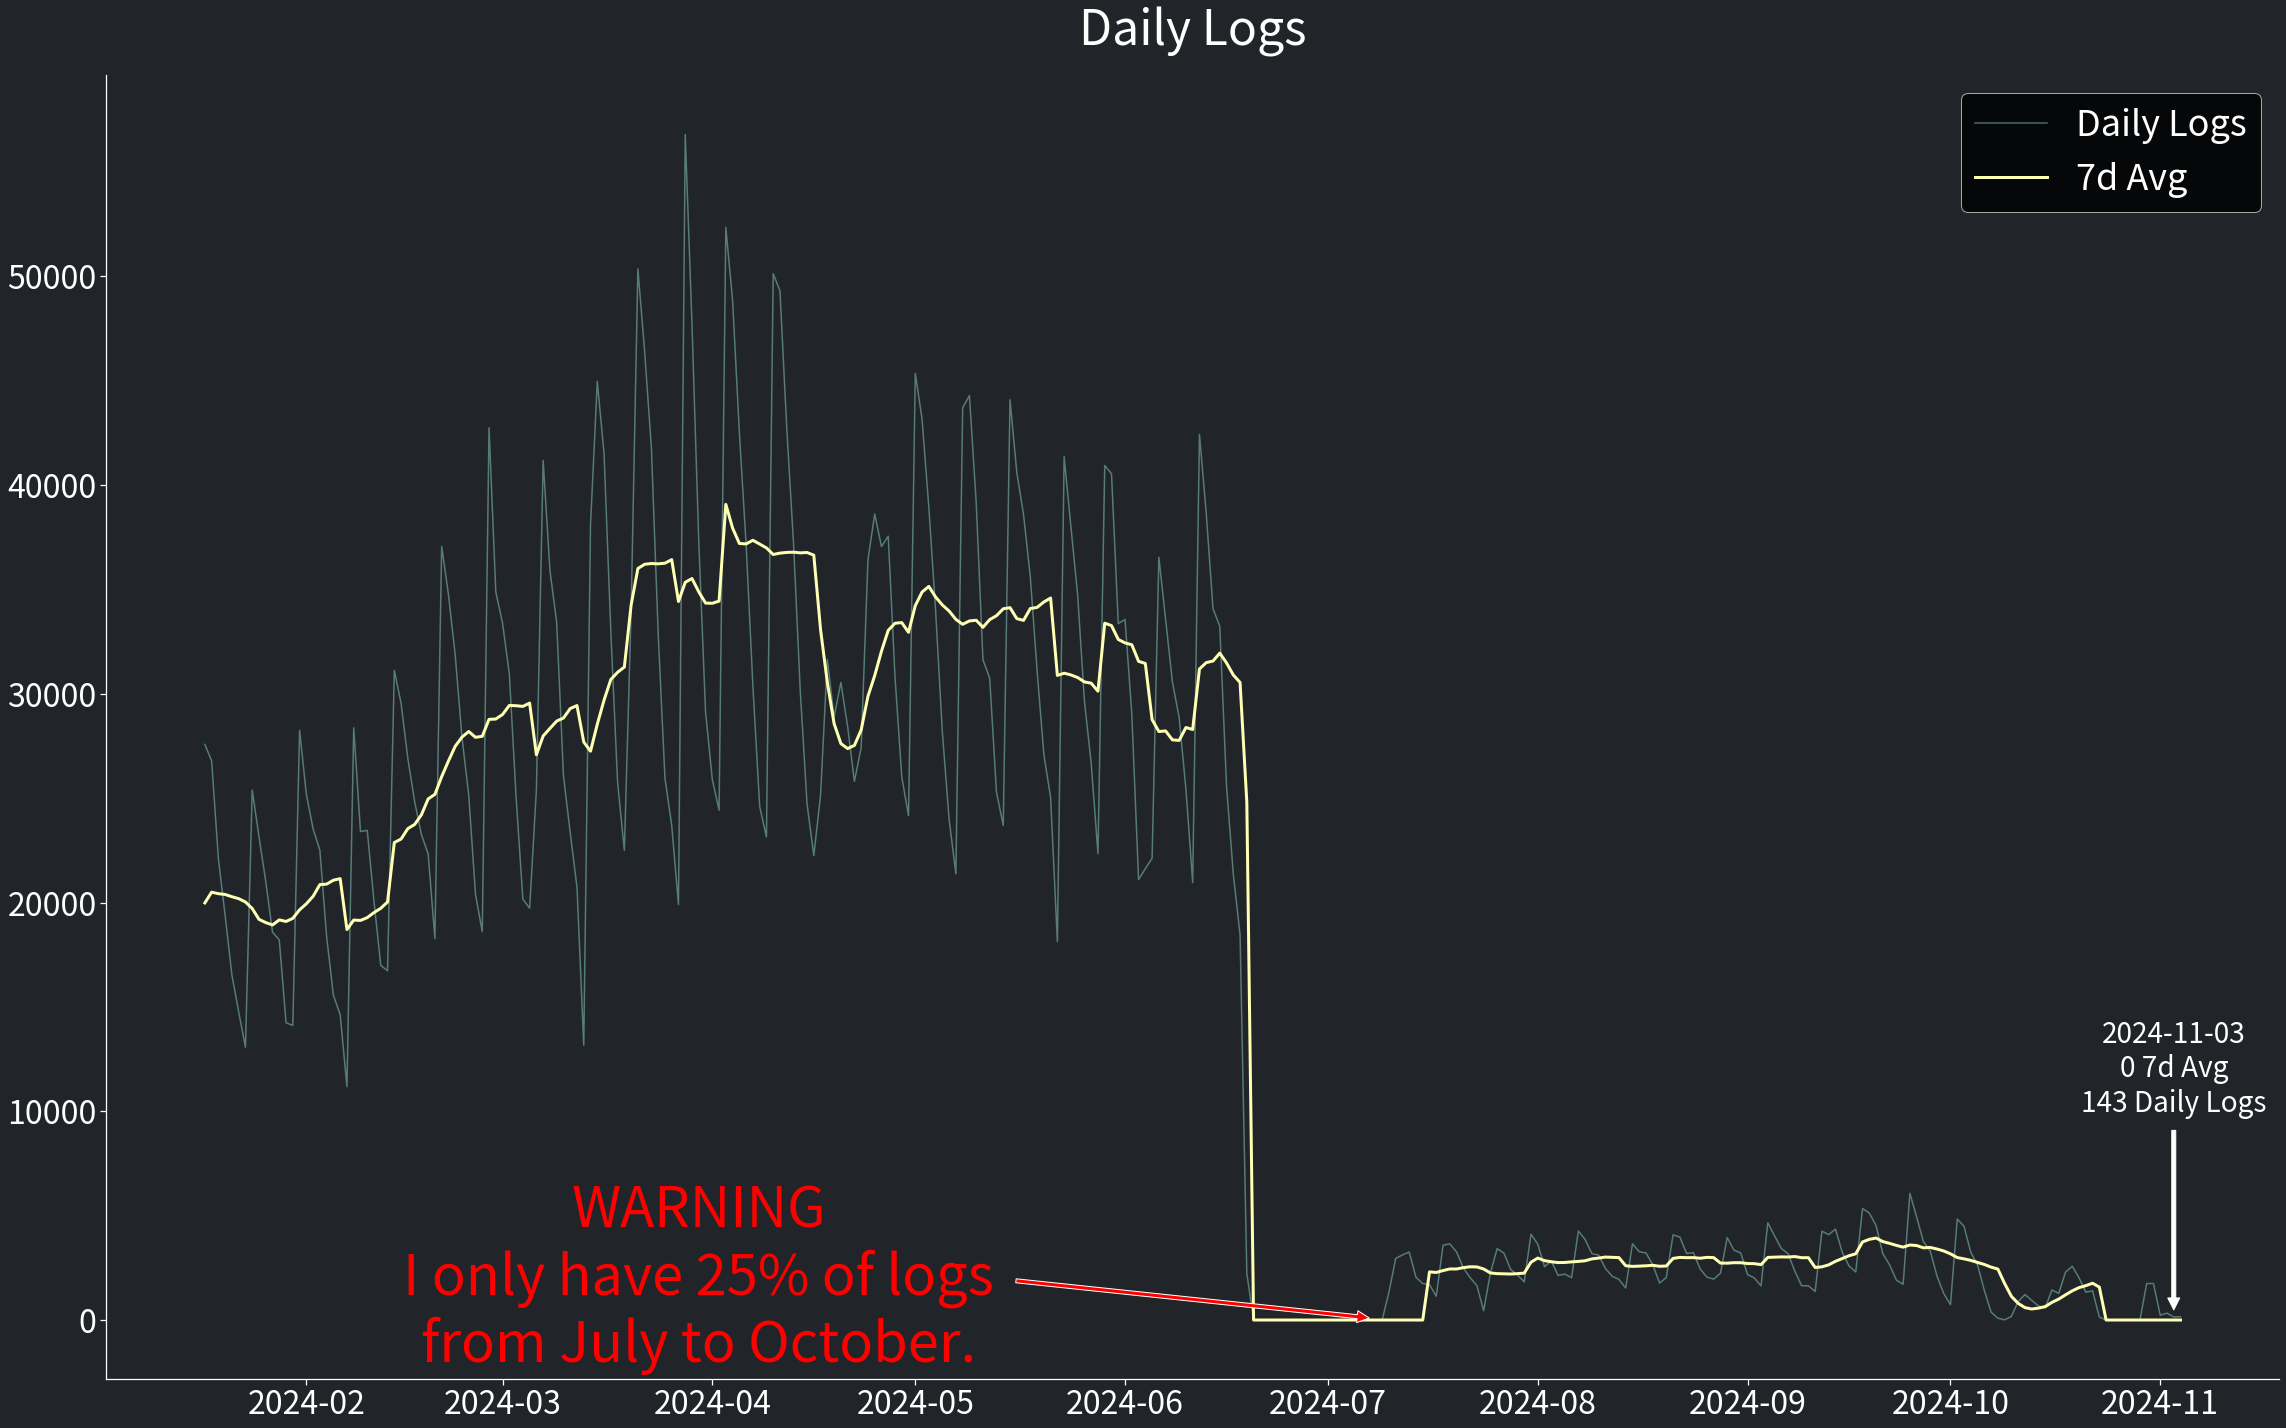 Daily Logs
Daily Logs
7d Avg
50000
40000
30000
20000
10000
0
2024-11-03
0 7d Avg
143 Daily Logs
WARNING
I only have 25% of logs
from July to October.
2024-02
2024-03
2024-04
2024-05
2024-06
2024-07
2024-08
2024-09
2024-10
2024-11